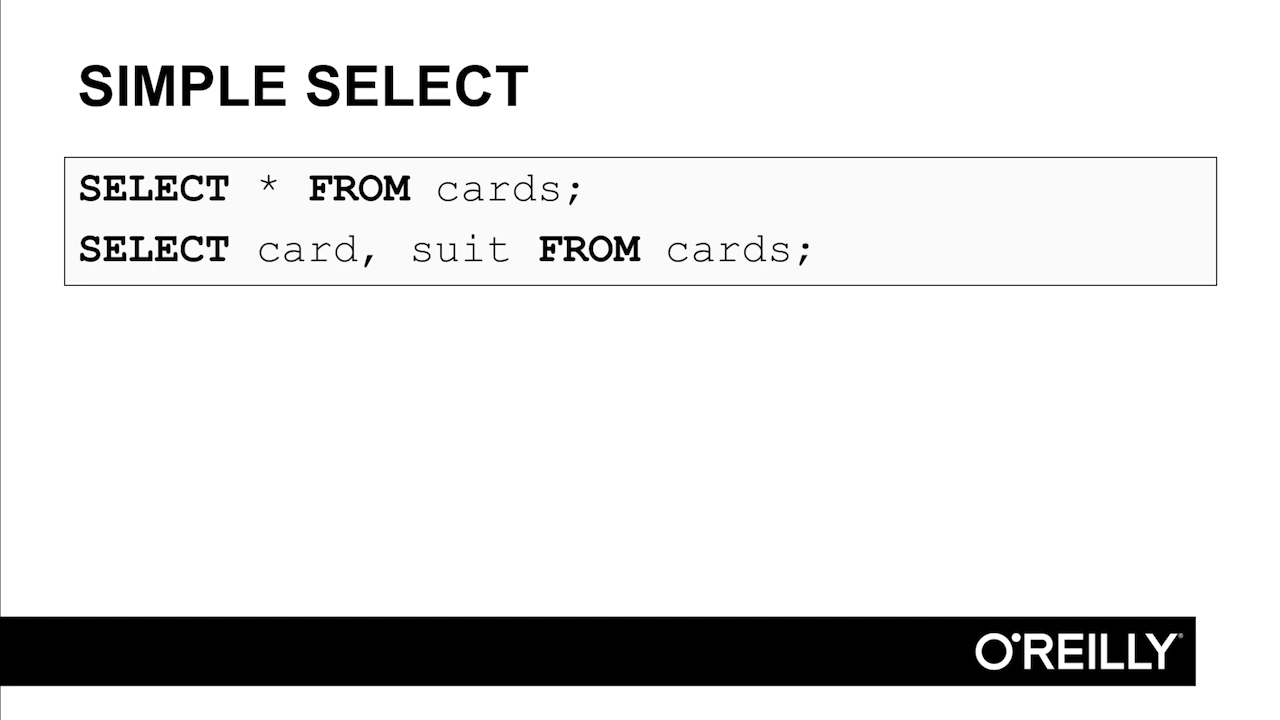 SIMPLE SELECT
SELECT * FROM cards;
SELECT card, suit FROM cards;
O'REILLY®